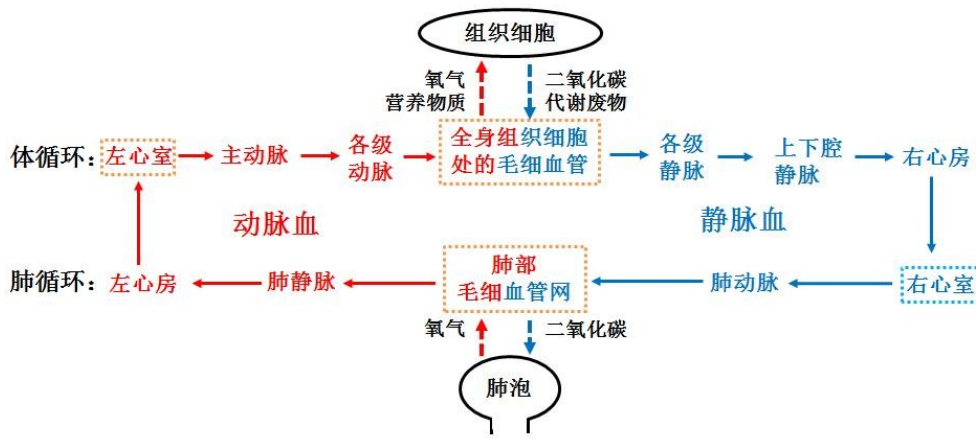 组织细胞
氧气
营养物质
二氧化碳
代谢废物
体循环：
左心室
主动脉
各级
动脉
全身组织细胞
处的毛细血管
各级
静脉
上下腔
静脉
右心房
动脉血
静脉血
肺循环：
左心房
肺静脉
肺部
毛细血管网
肺动脉
右心室
氧气
二氧化碳
肺泡